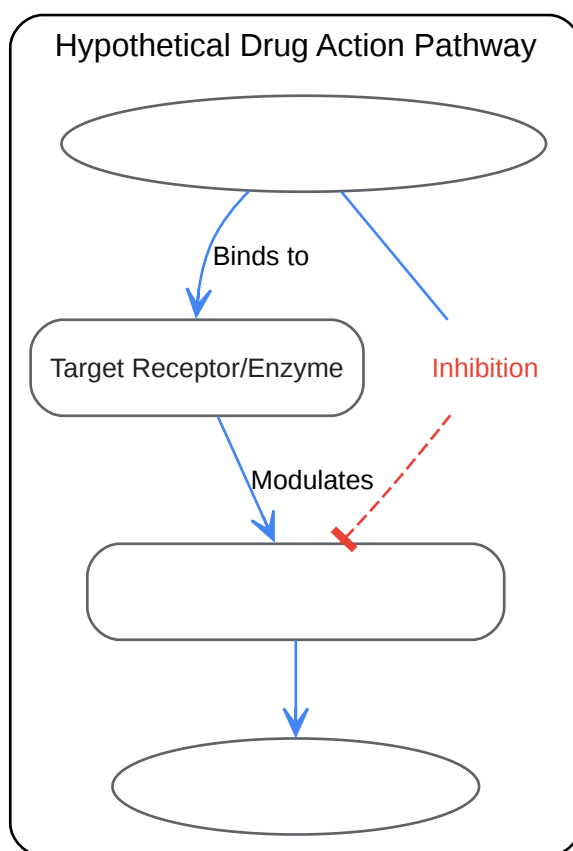 Hypothetical Drug Action Pathway
Binds to
Target Receptor/Enzyme
Inhibition
Modulates